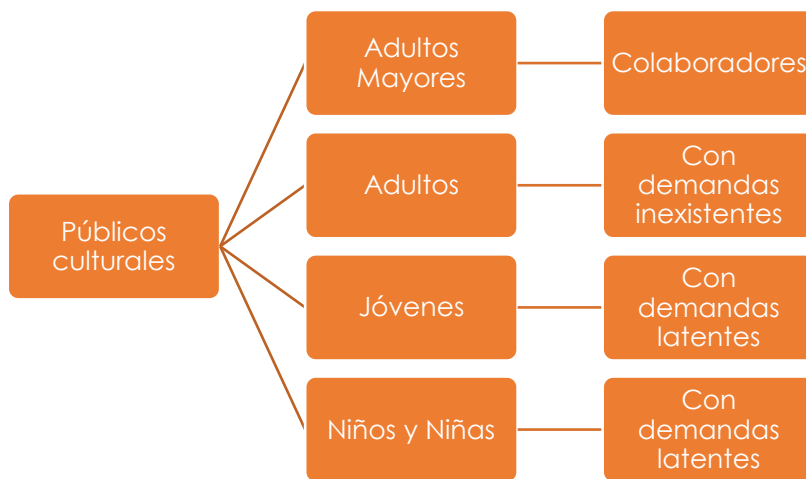 Públicos
culturales
Adultos
Mayores
Colaboradores
Adultos
Con
demandas
inexistentes
Jóvenes
Con
demandas
latentes
Niños y Niñas
Con
demandas
latentes